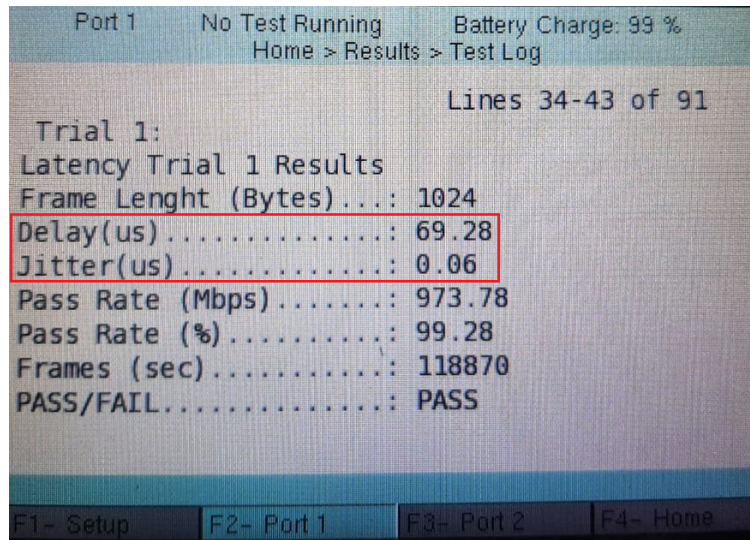 Port 1 No Test Running Battery Charge: 99 %
Home > Results > Test Log
Lines 34-43 of 91
Trial 1:
Latency Trial 1 Results
Frame Lenght (Bytes)...: 1024
Delay(us)..............: 69.28
Jitter(us).............: 0.06
Pass Rate (Mbps).......: 973.78
Pass Rate (%)..........: 99.28
Frames (sec)...........: 118870
PASS/FAIL..............: PASS
F1- Setup F2- Port 1 F3- Port 2 F4- Home